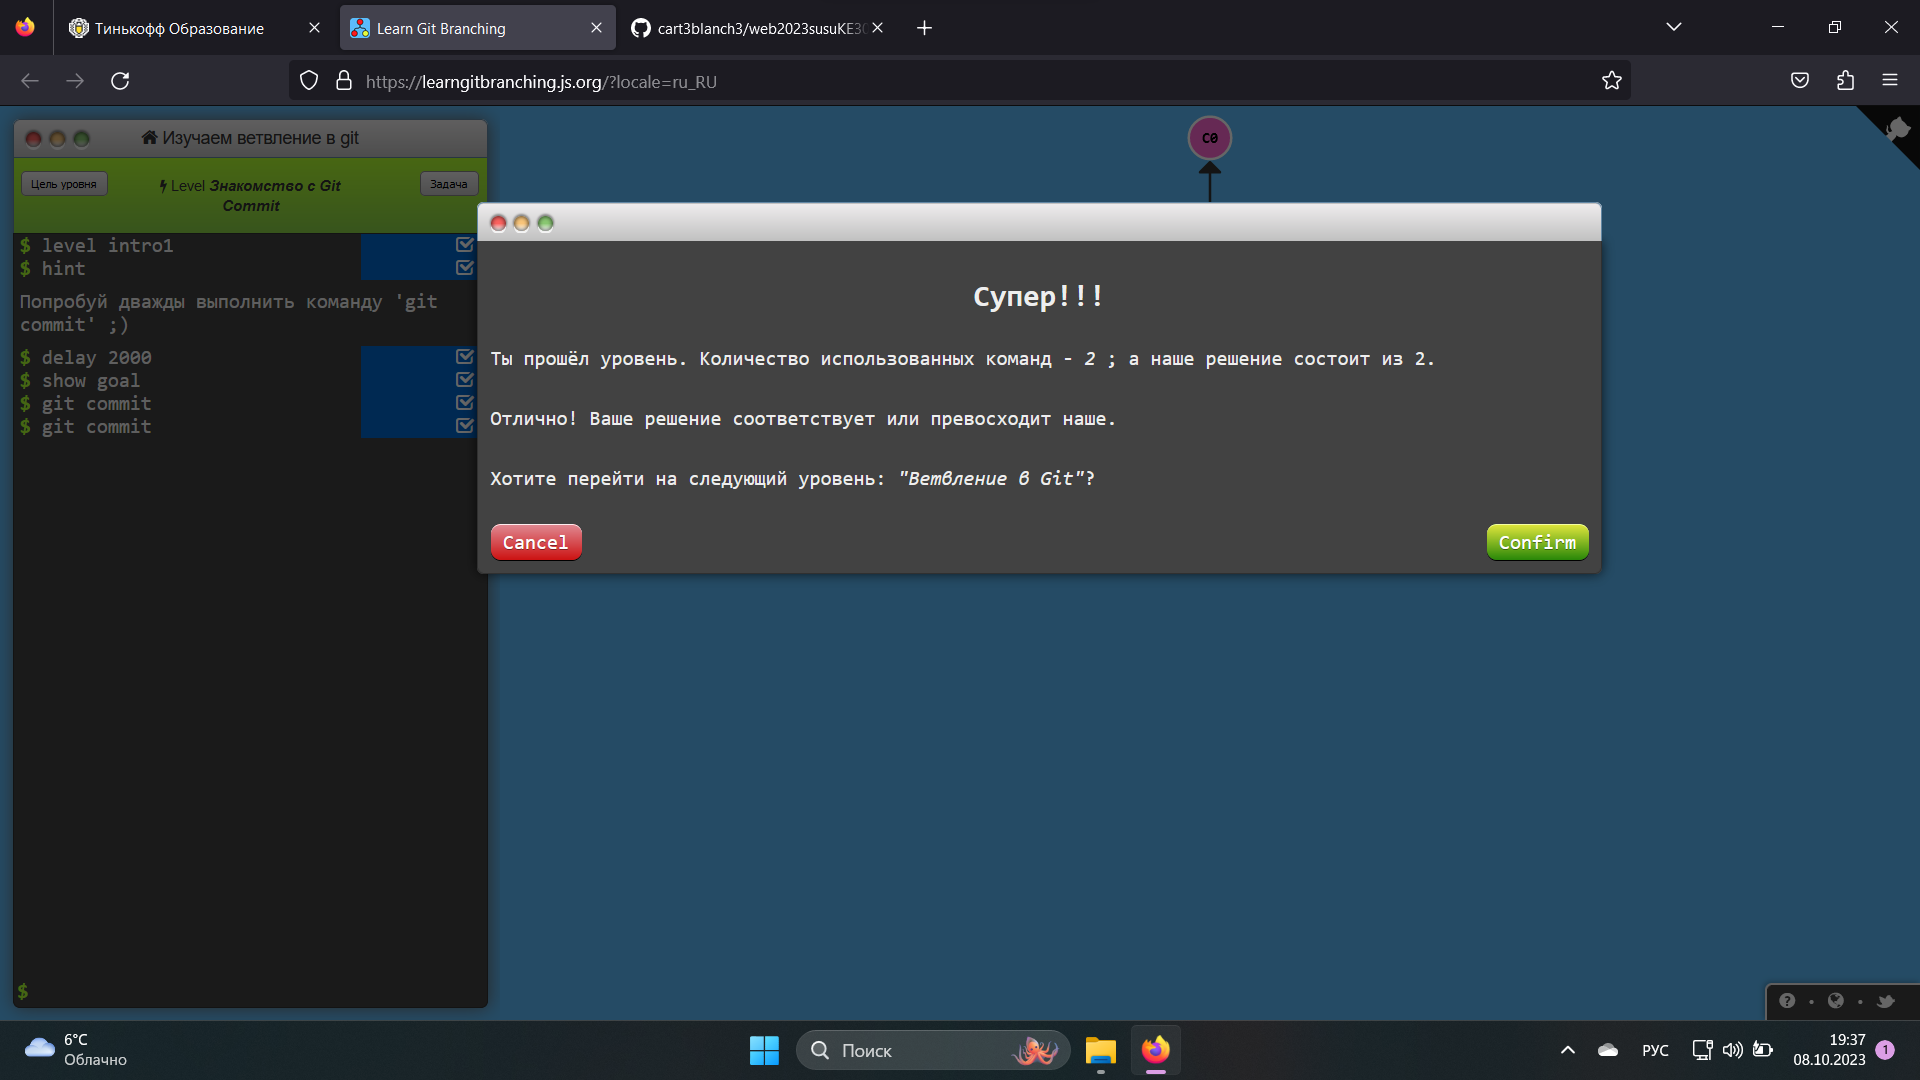 Тинькофф Образование
Learn Git Branching
cart3blanch3/web2023susuKE3
https://learngitbranching.js.org/?locale=ru_RU
Изучаем ветвление в git
Цель уровня
Level Знакомство с Git
Commit
Задача
$ level intro1
$ hint
Попробуй дважды выполнить команду 'git
commit' ;)
$ delay 2000
$ show goal
$ git commit
$ git commit
$
C0
Супер!!!
Ты прошёл уровень. Количество использованных команд - 2 ; а наше решение состоит из 2.
Отлично! Ваше решение соответствует или превосходит наше.
Хотите перейти на следующий уровень: "Ветвление в Git"?
Cancel
Confirm
6°C
Облачно
Поиск
РУС
19:37
08.10.2023
1